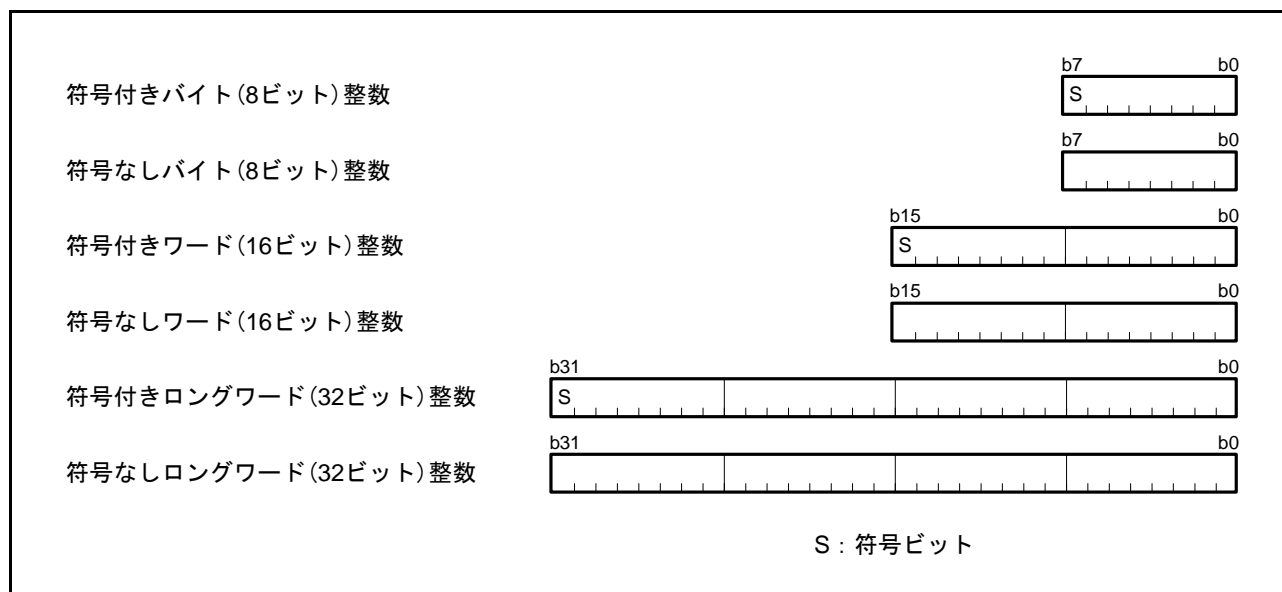 b7 b0
符号付きバイト(8ビット)整数 S
b7 b0
符号なしバイト(8ビット)整数
b15 b0
符号付きワード(16ビット)整数 S
b15 b0
符号なしワード(16ビット)整数
b31 b0
符号付きロングワード(32ビット)整数 S
b31 b0
符号なしロングワード(32ビット)整数
S : 符号ビット